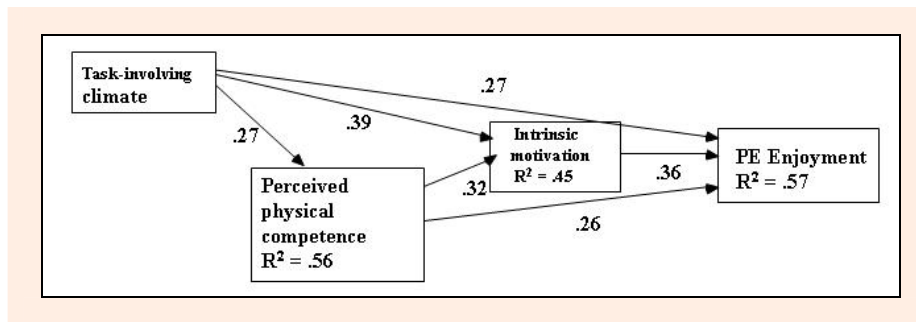 Task-involving
climate
.27
.39
.27
Intrinsic
motivation
R² = .45
PE Enjoyment
R² = .57
.36
.32
Perceived
physical
competence
R² = .56
.26